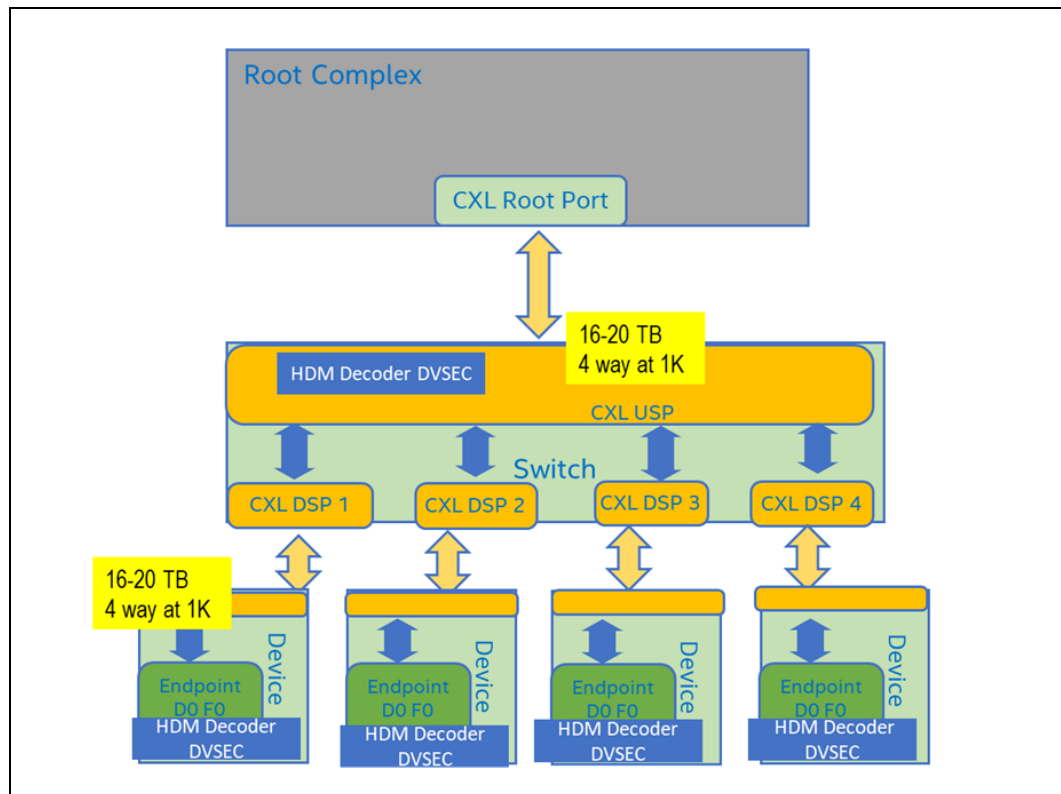 Root Complex
CXL Root Port
16-20 TB
4 way at 1K
HDM Decoder DVSEC
CXL USP
Switch
CXL DSP 1
CXL DSP 2
CXL DSP 3
CXL DSP 4
16-20 TB
4 way at 1K
Device
Endpoint
D0 F0
HDM Decoder
DVSEC
Device
Endpoint
D0 F0
HDM Decoder
DVSEC
Device
Endpoint
D0 F0
HDM Decoder
DVSEC
Device
Endpoint
D0 F0
HDM Decoder
DVSEC